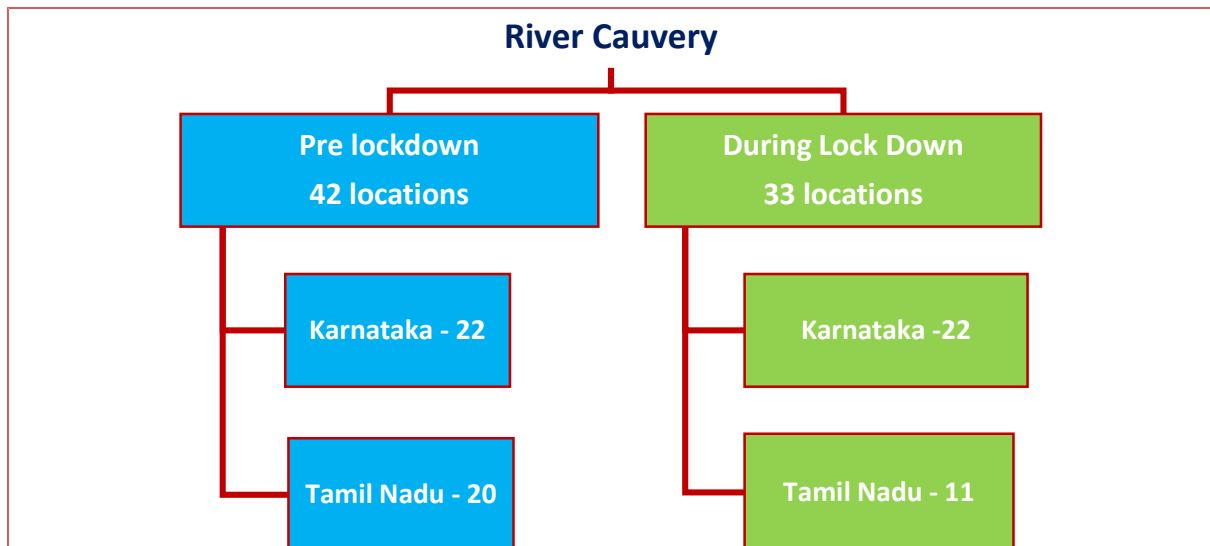 River Cauvery
Pre lockdown
42 locations
Karnataka - 22
Tamil Nadu - 20
During Lock Down
33 locations
Karnataka -22
Tamil Nadu - 11